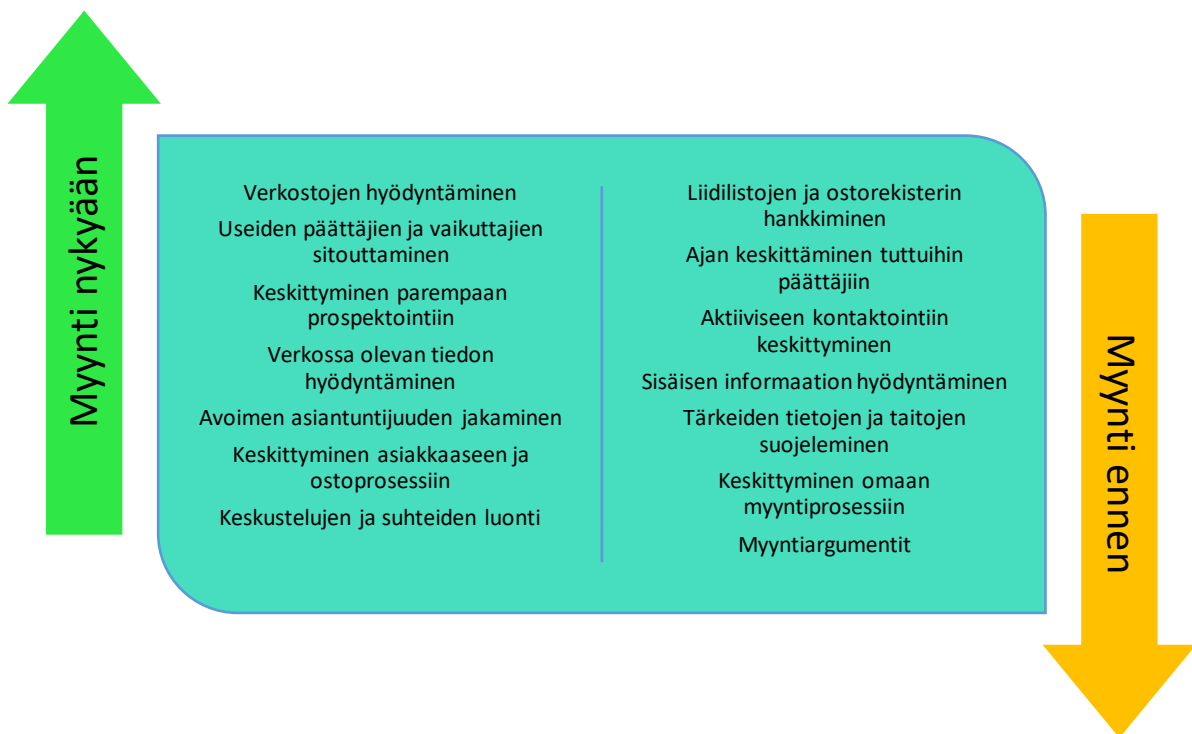 Myynti nykyään
Verkostojen hyödyntäminen
Useiden päättäjien ja vaikuttajien
sitouttaminen
Keskittyminen parempaan
prospektointiin
Verkossa olevan tiedon
hyödyntäminen
Avoimen asiantuntijuuden jakaminen
Keskittyminen asiakkaaseen ja
ostoprosessiin
Keskustelujen ja suhteiden luonti
Liidilistojen ja ostorekisterin
hankkiminen
Ajan keskittäminen tuttuihin
päättäjiin
Aktiiviseen kontaktointiin
keskittyminen
Sisäisen informaation hyödyntäminen
Tärkeiden tietojen ja taitojen
suojeleminen
Keskittyminen omaan
myyntiprosessiin
Myyntiargumentit
Myynti ennen